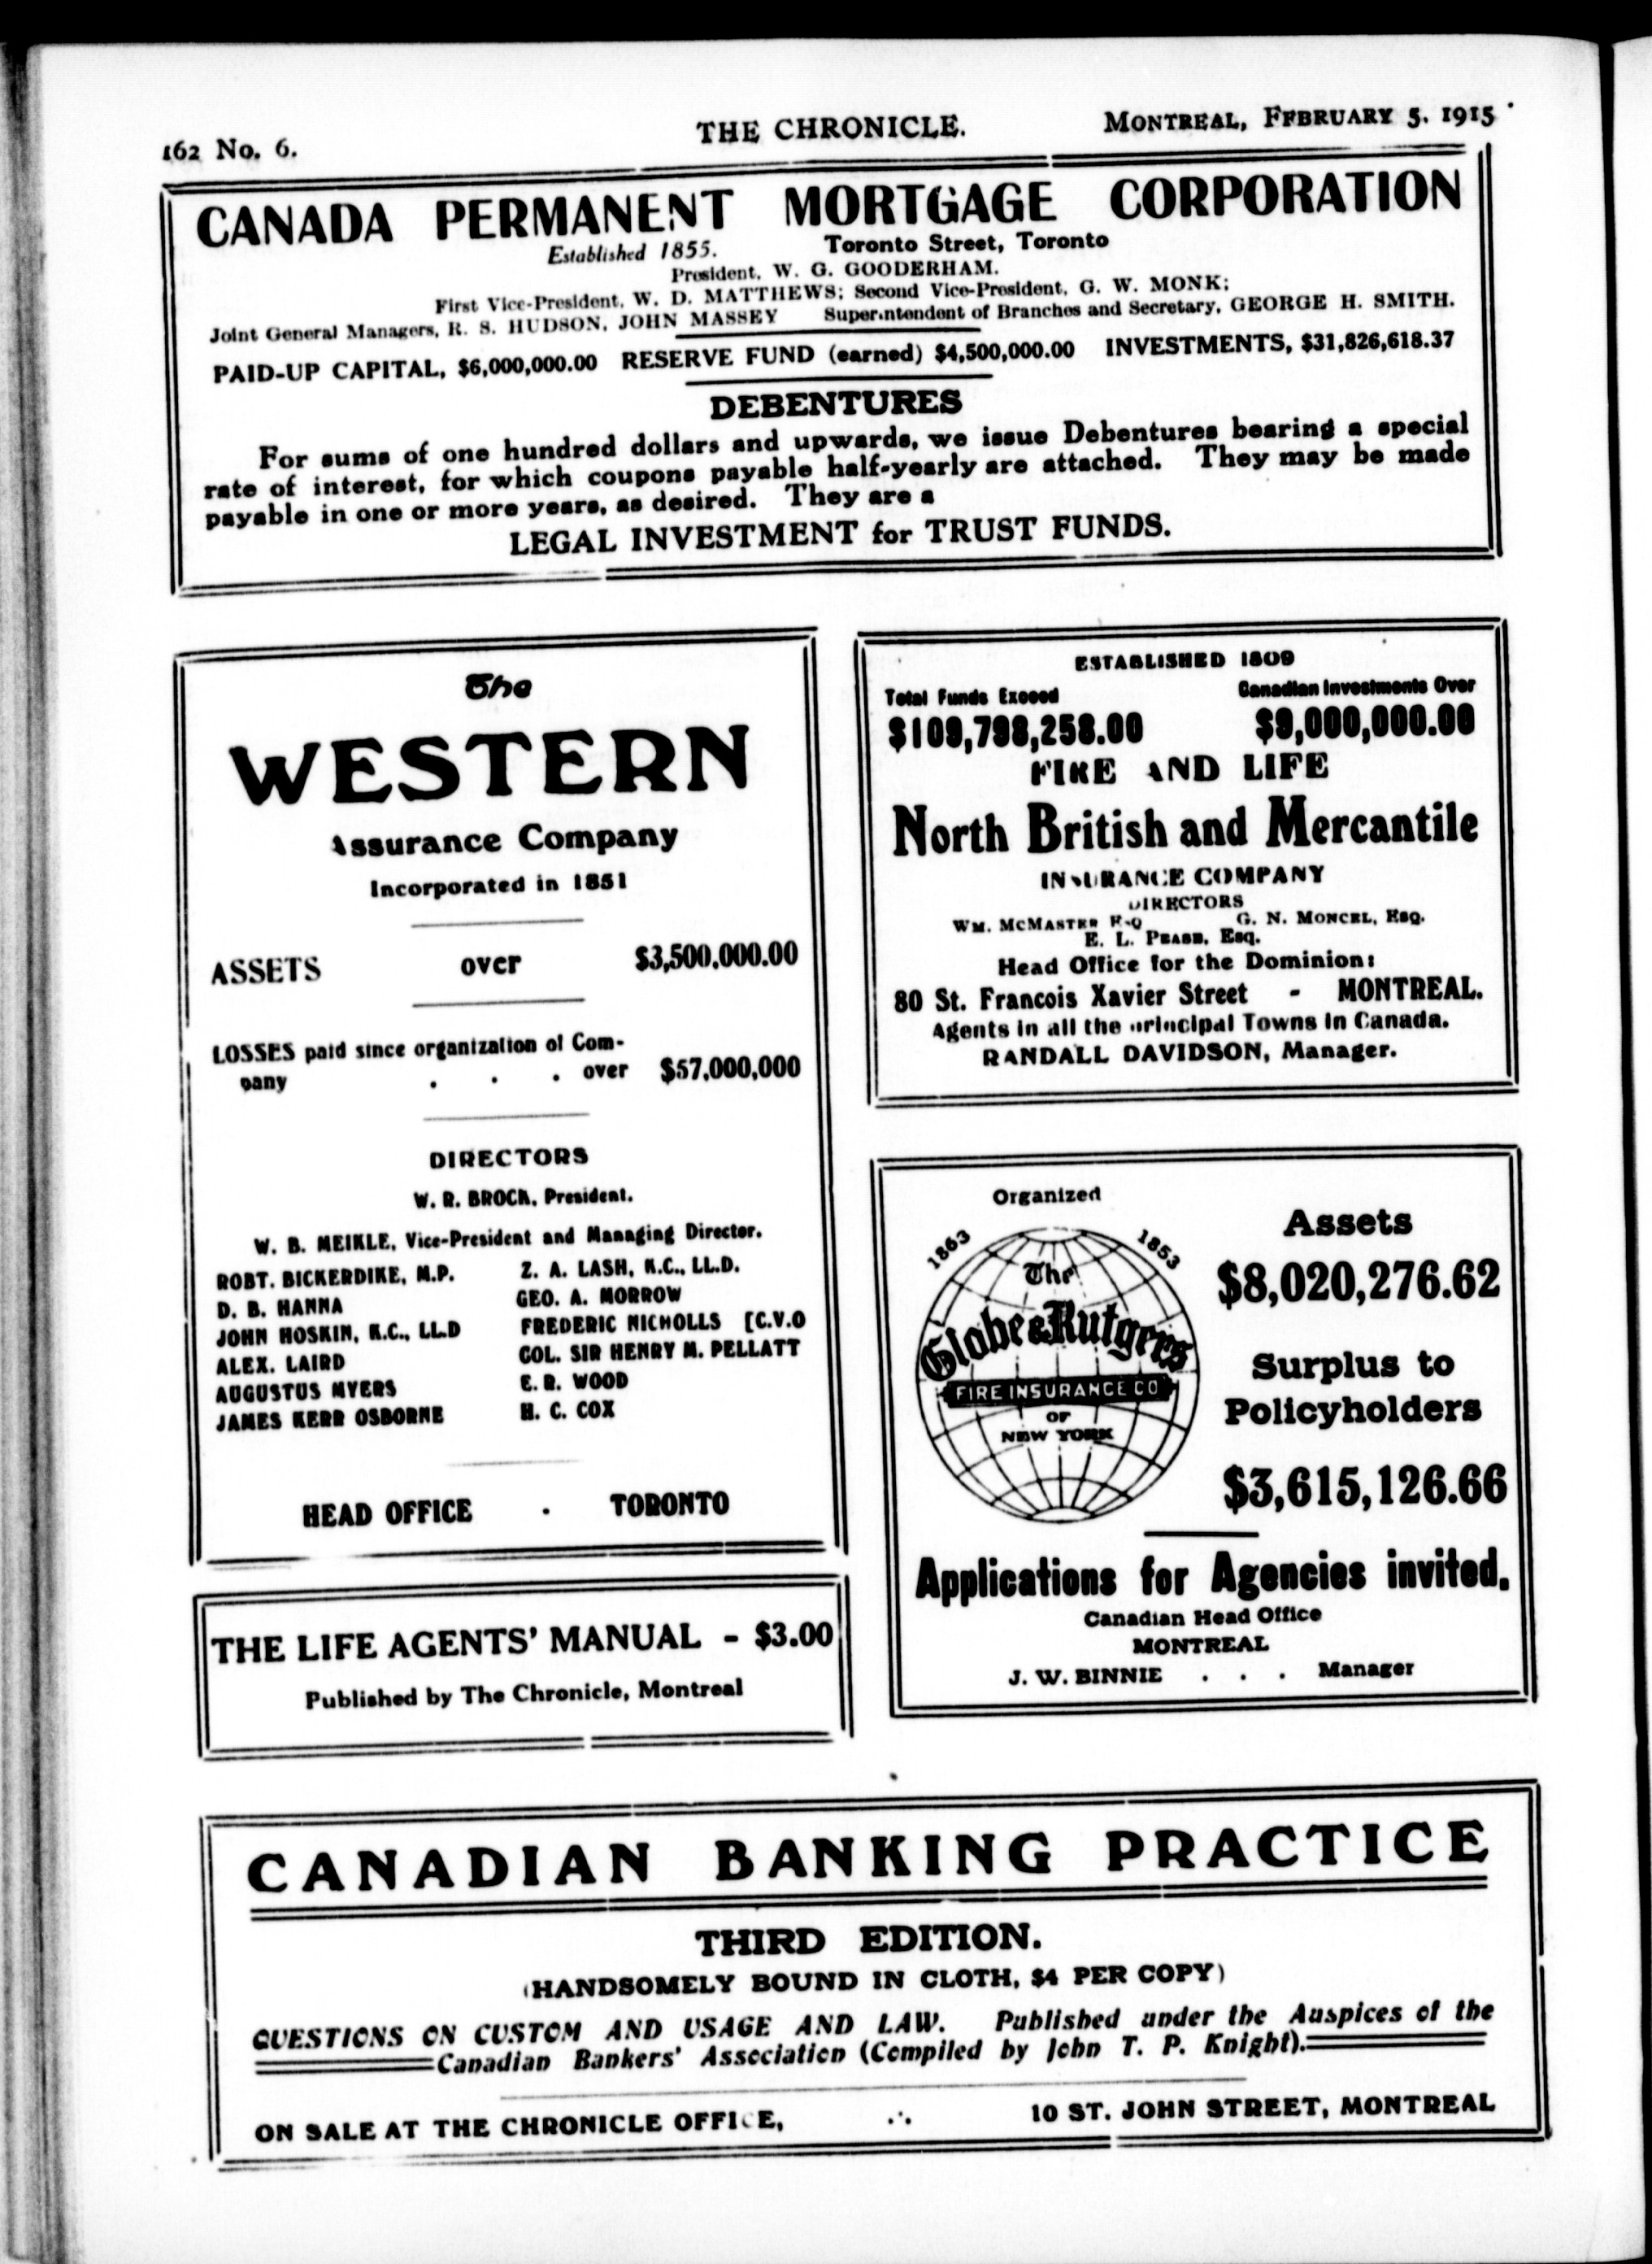 162 No. 6.
THE CHRONICLE.
MONTREAL, FFBRUARY 5, 1915
CANADA PERMANENT MORTGAGE CORPORATION
Established 1855. Toronto Street, Toronto
President, W. G. GOODERHAM.
First Vice-President, W. D. MATTHEWS; Second Vice-President, G. W. MONK;
Joint General Managers, R. S. HUDSON, JOHN MASSEY Superintendent of Branches and Secretary, GEORGE H. SMITH.
PAID-UP CAPITAL, $6,000,000.00 RESERVE FUND (earned) $4,500,000.00 INVESTMENTS, $31,826,618.37
DEBENTURES
For sums of one hundred dollars and upwards, we issue Debentures bearing a special
rate of interest, for which coupons payable half-yearly are attached. They may be made
payable in one or more years, as desired. They are a
LEGAL INVESTMENT for TRUST FUNDS.
The
WESTERN
Assurance Company
Incorporated in 1851
ASSETS over $3,500,000.00
LOSSES paid since organization of Com-
pany . . . over $57,000,000
DIRECTORS
W. R. BROCK, President.
W. B. MEIKLE, Vice-President and Managing Director.
ROBT. BICKERDIKE, M.P. Z. A. LASH, K.C., LL.D.
D. B. HANNA GEO. A. MORROW
JOHN HOSKIN, K.C., LL.D FREDERIC NICHOLLS [C.V.O
ALEX. LAIRD COL. SIR HENRY M. PELLATT
AUGUSTUS MYERS E. R. WOOD
JAMES KERR OSBORNE H. C. COX
HEAD OFFICE . TORONTO
THE LIFE AGENTS' MANUAL - $3.00
Published by The Chronicle, Montreal
ESTABLISHED 1809
Total Funds Exceed Canadian Investments Over
$109,798,258.00 $9,000,000.00
FIRE AND LIFE
North British and Mercantile
INSURANCE COMPANY
DIRECTORS
WM. MCMASTER ESQ G. N. MONCEL, ESQ.
E. L. PEASE, Esq.
Head Office for the Dominion:
80 St. Francois Xavier Street - MONTREAL.
Agents in all the principal Towns in Canada.
RANDALL DAVIDSON, Manager.
Organized
1863 1853
The
Globe & Rutgers
FIRE INSURANCE CO
OF
NEW YORK
Assets
$8,020,276.62
Surplus to
Policyholders
$3,615,126.66
Applications for Agencies invited.
Canadian Head Office
MONTREAL
J. W. BINNIE . . . Manager
CANADIAN BANKING PRACTICE
THIRD EDITION.
(HANDSOMELY BOUND IN CLOTH, $4 PER COPY)
QUESTIONS ON CUSTOM AND USAGE AND LAW. Published under the Auspices of the
Canadian Bankers' Association (Compiled by John T. P. Knight).
ON SALE AT THE CHRONICLE OFFICE, ∴ 10 ST. JOHN STREET, MONTREAL